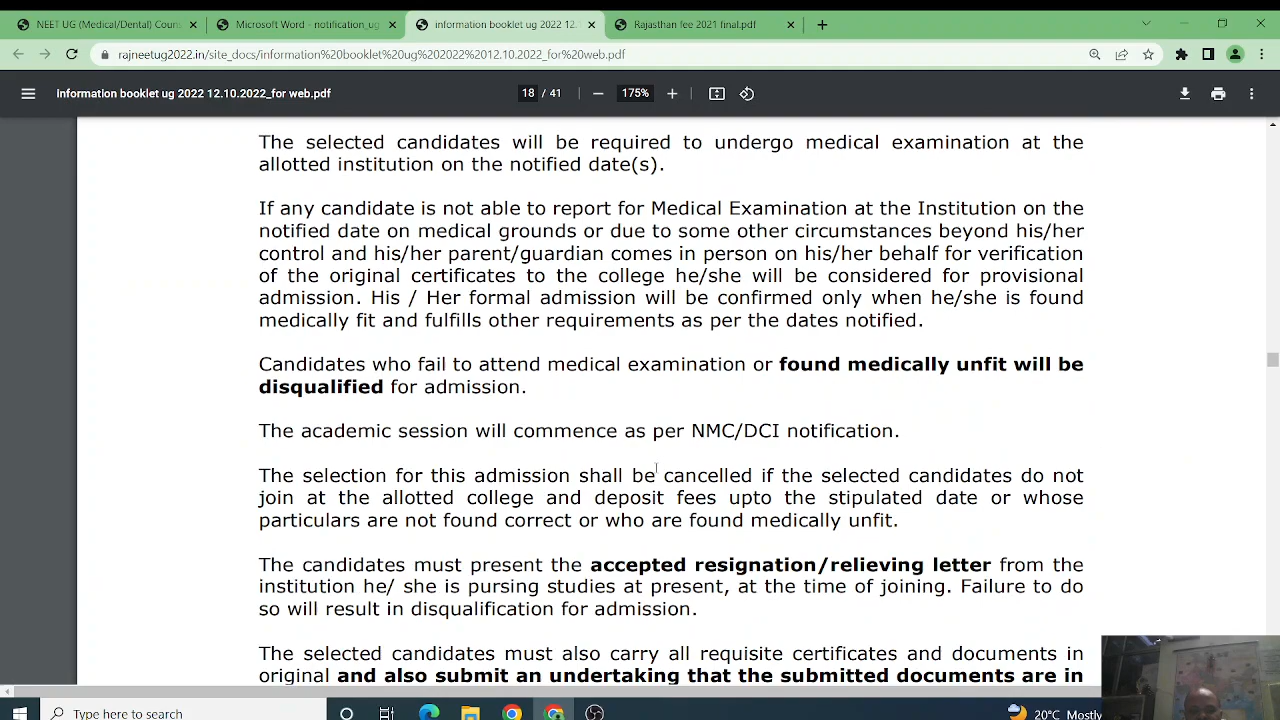 NEET UG (Medical/Dental) Couns
Microsoft Word - notification_ug
information booklet ug 2022 12.
Rajasthan fee 2021 final.pdf
rajneetug2022.in/site_docs/information%20booklet%20ug%202022%2012.10.2022_for%20web.pdf
Information booklet ug 2022 12.10.2022_for web.pdf
18 / 41
175%
The selected candidates will be required to undergo medical examination at the
allotted institution on the notified date(s).
If any candidate is not able to report for Medical Examination at the Institution on the
notified date on medical grounds or due to some other circumstances beyond his/her
control and his/her parent/guardian comes in person on his/her behalf for verification
of the original certificates to the college he/she will be considered for provisional
admission. His / Her formal admission will be confirmed only when he/she is found
medically fit and fulfills other requirements as per the dates notified.
Candidates who fail to attend medical examination or found medically unfit will be
disqualified for admission.
The academic session will commence as per NMC/DCI notification.
The selection for this admission shall be cancelled if the selected candidates do not
join at the allotted college and deposit fees upto the stipulated date or whose
particulars are not found correct or who are found medically unfit.
The candidates must present the accepted resignation/relieving letter from the
institution he/ she is pursing studies at present, at the time of joining. Failure to do
so will result in disqualification for admission.
The selected candidates must also carry all requisite certificates and documents in
original and also submit an undertaking that the submitted documents are in
Type here to search
20°C Mostly